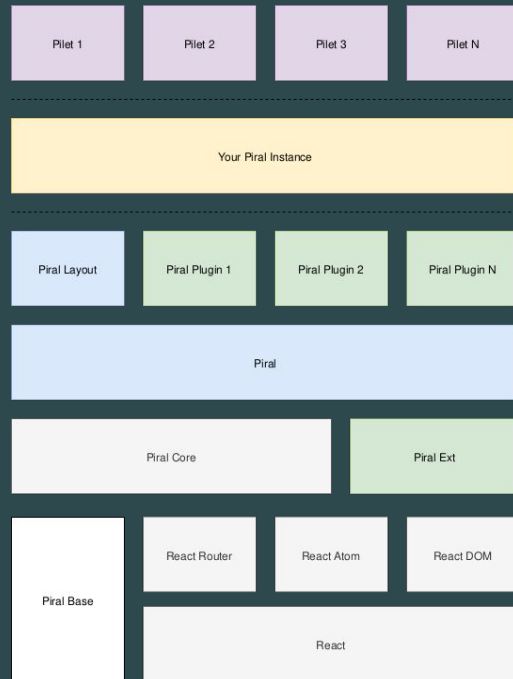 Pilet 1
Pilet 2
Pilet 3
Pilet N
Your Piral Instance
Piral Layout
Piral Plugin 1
Piral Plugin 2
Piral Plugin N
Piral
Piral Core
Piral Ext
React Router
React Atom
React DOM
Piral Base
React